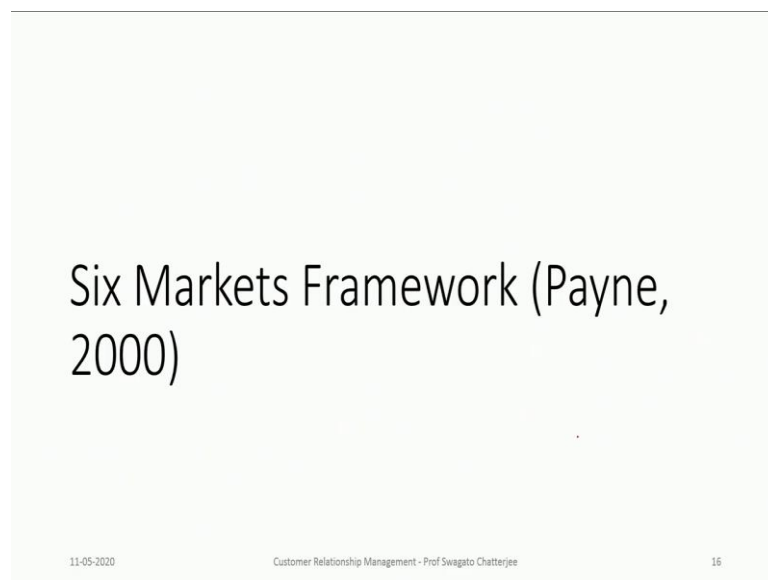 Six Markets Framework (Payne,
2000)
11-05-2020
Customer Relationship Management - Prof Swagato Chatterjee
16